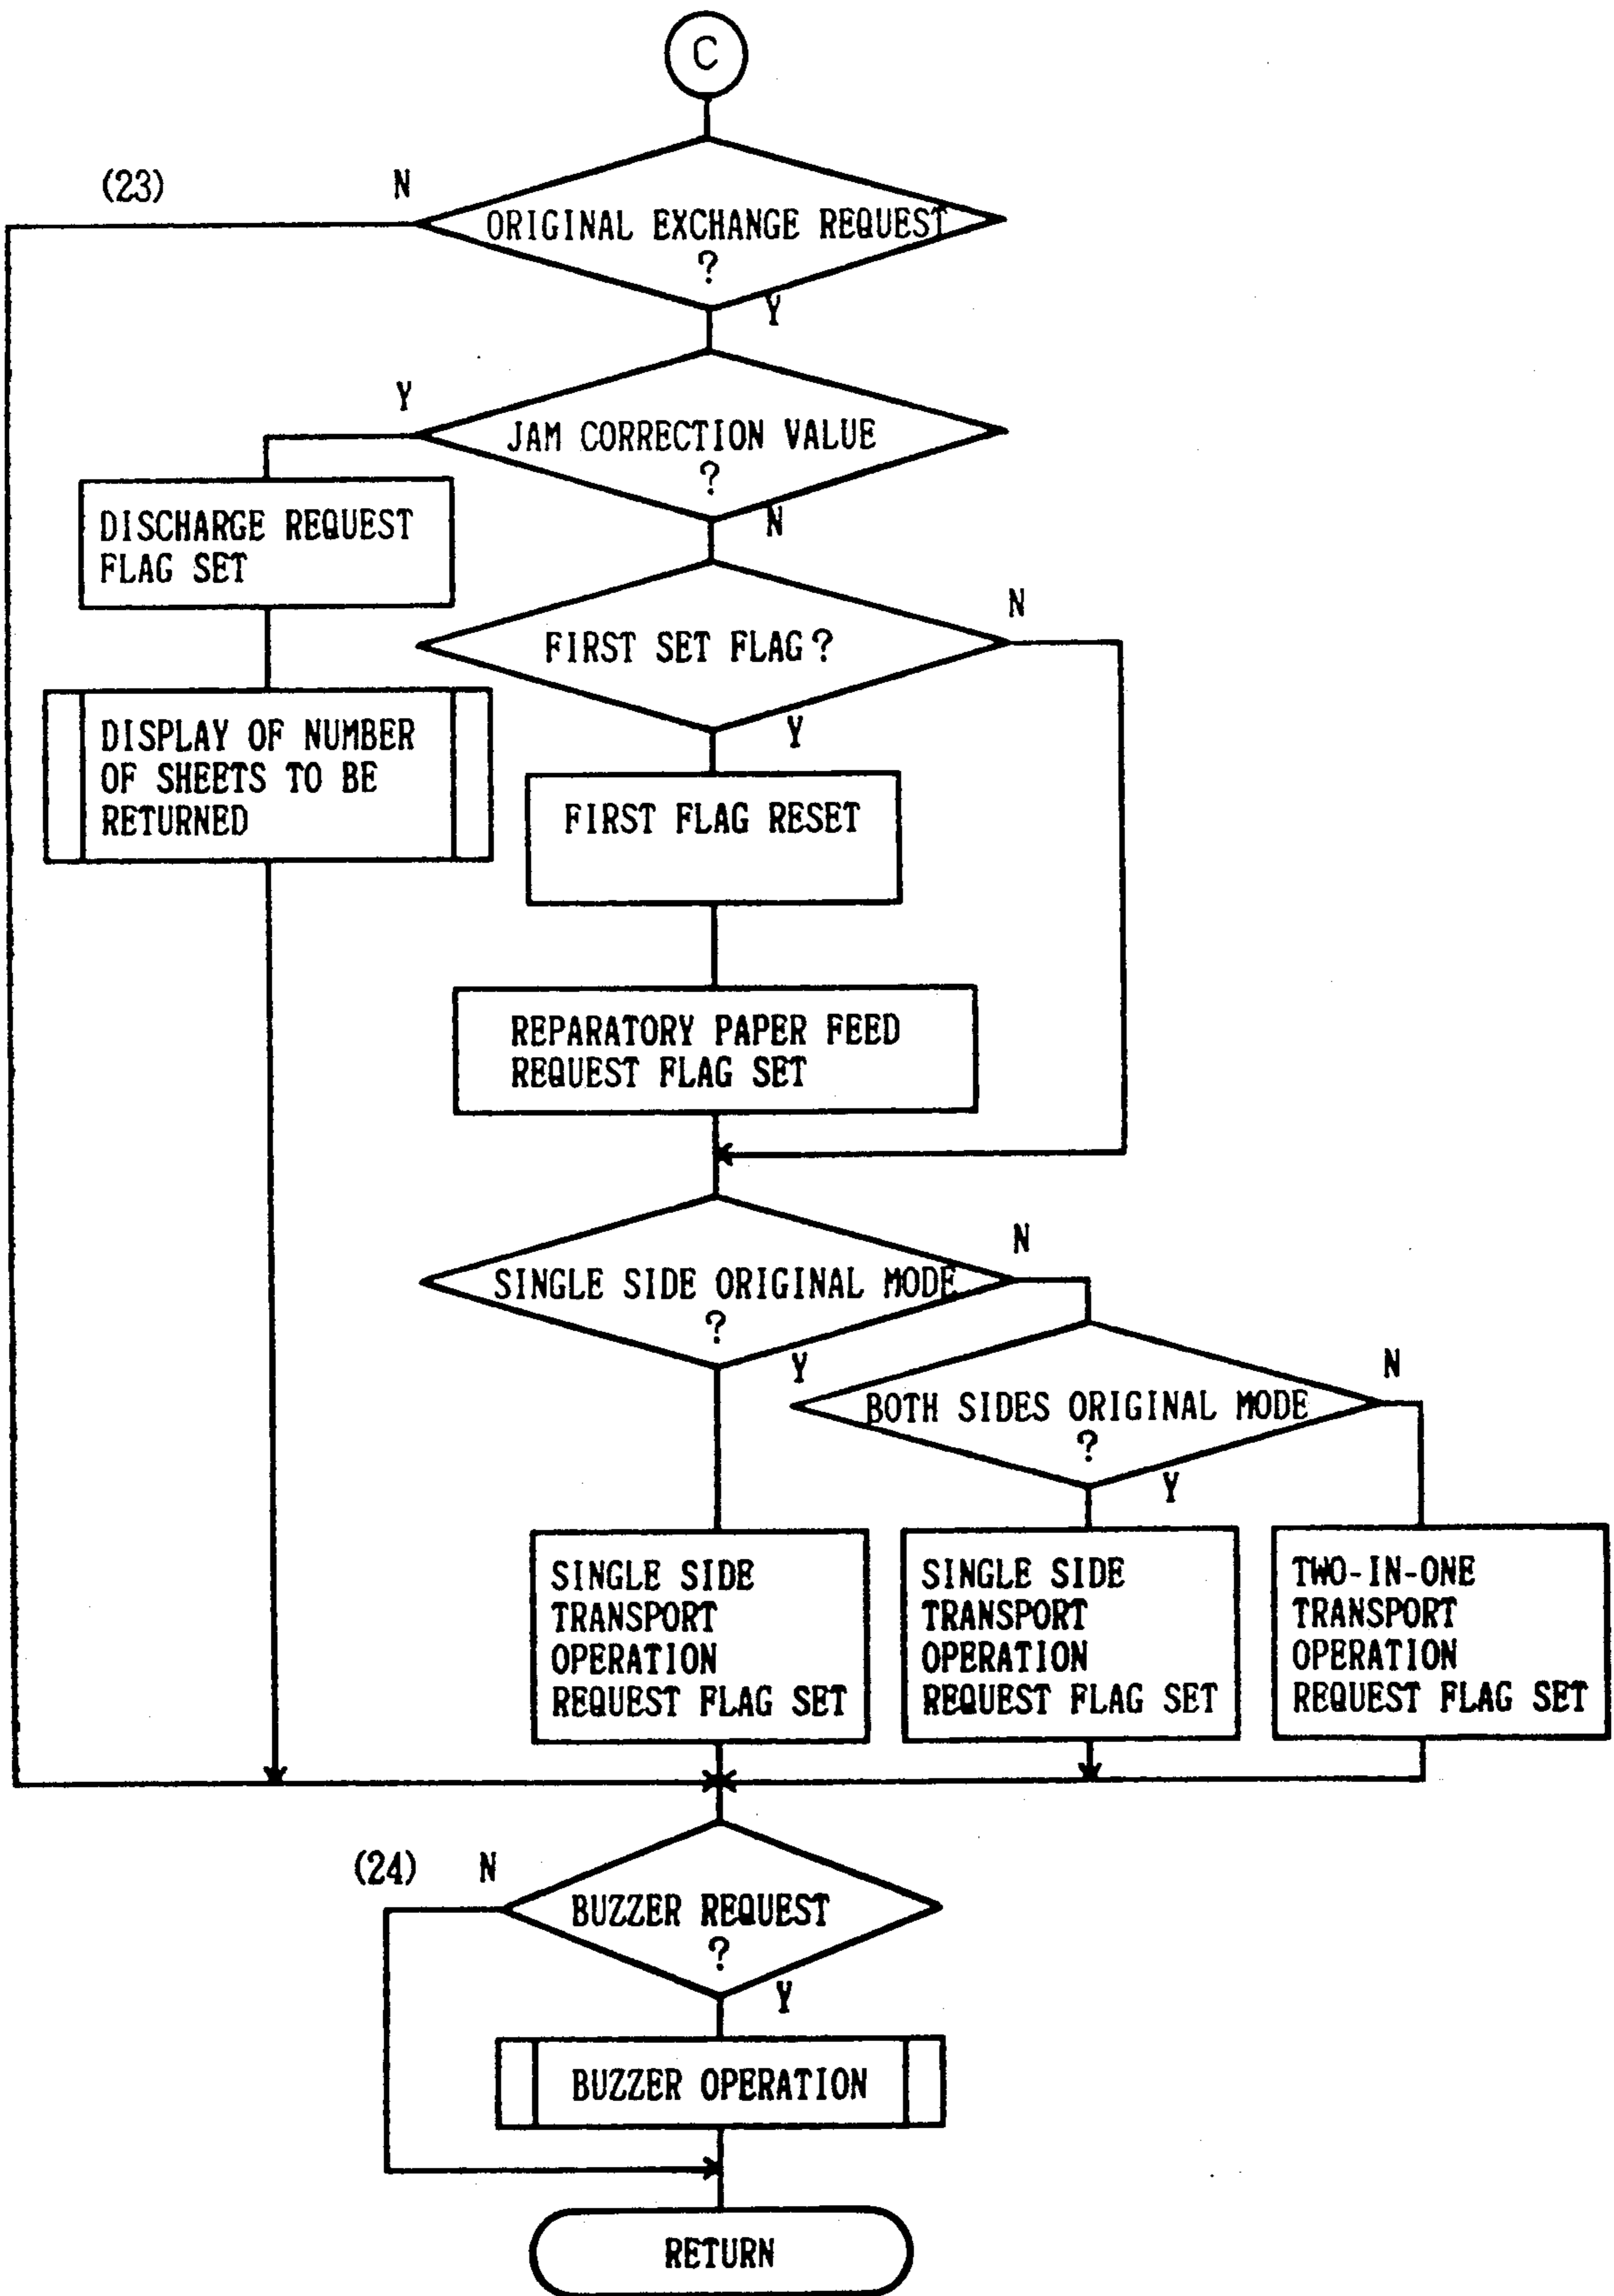 C
(23)
N
ORIGINAL EXCHANGE REQUEST
?
Y
Y
JAM CORRECTION VALUE
?
N
DISCHARGE REQUEST
FLAG SET
N
FIRST SET FLAG?
Y
DISPLAY OF NUMBER
OF SHEETS TO BE
RETURNED
FIRST FLAG RESET
REPARATORY PAPER FEED
REQUEST FLAG SET
N
SINGLE SIDE ORIGINAL MODE
?
Y
N
BOTH SIDES ORIGINAL MODE
?
Y
SINGLE SIDE
TRANSPORT
OPERATION
REQUEST FLAG SET
SINGLE SIDE
TRANSPORT
OPERATION
REQUEST FLAG SET
TWO-IN-ONE
TRANSPORT
OPERATION
REQUEST FLAG SET
(24)
N
BUZZER REQUEST
?
Y
BUZZER OPERATION
RETURN